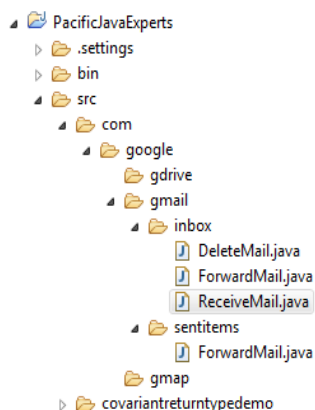 PacificJavaExperts
.settings
bin
src
com
google
gdrive
gmail
inbox
DeleteMail.java
ForwardMail.java
ReceiveMail.java
sentitems
ForwardMail.java
gmap
covariantreturntypedemo